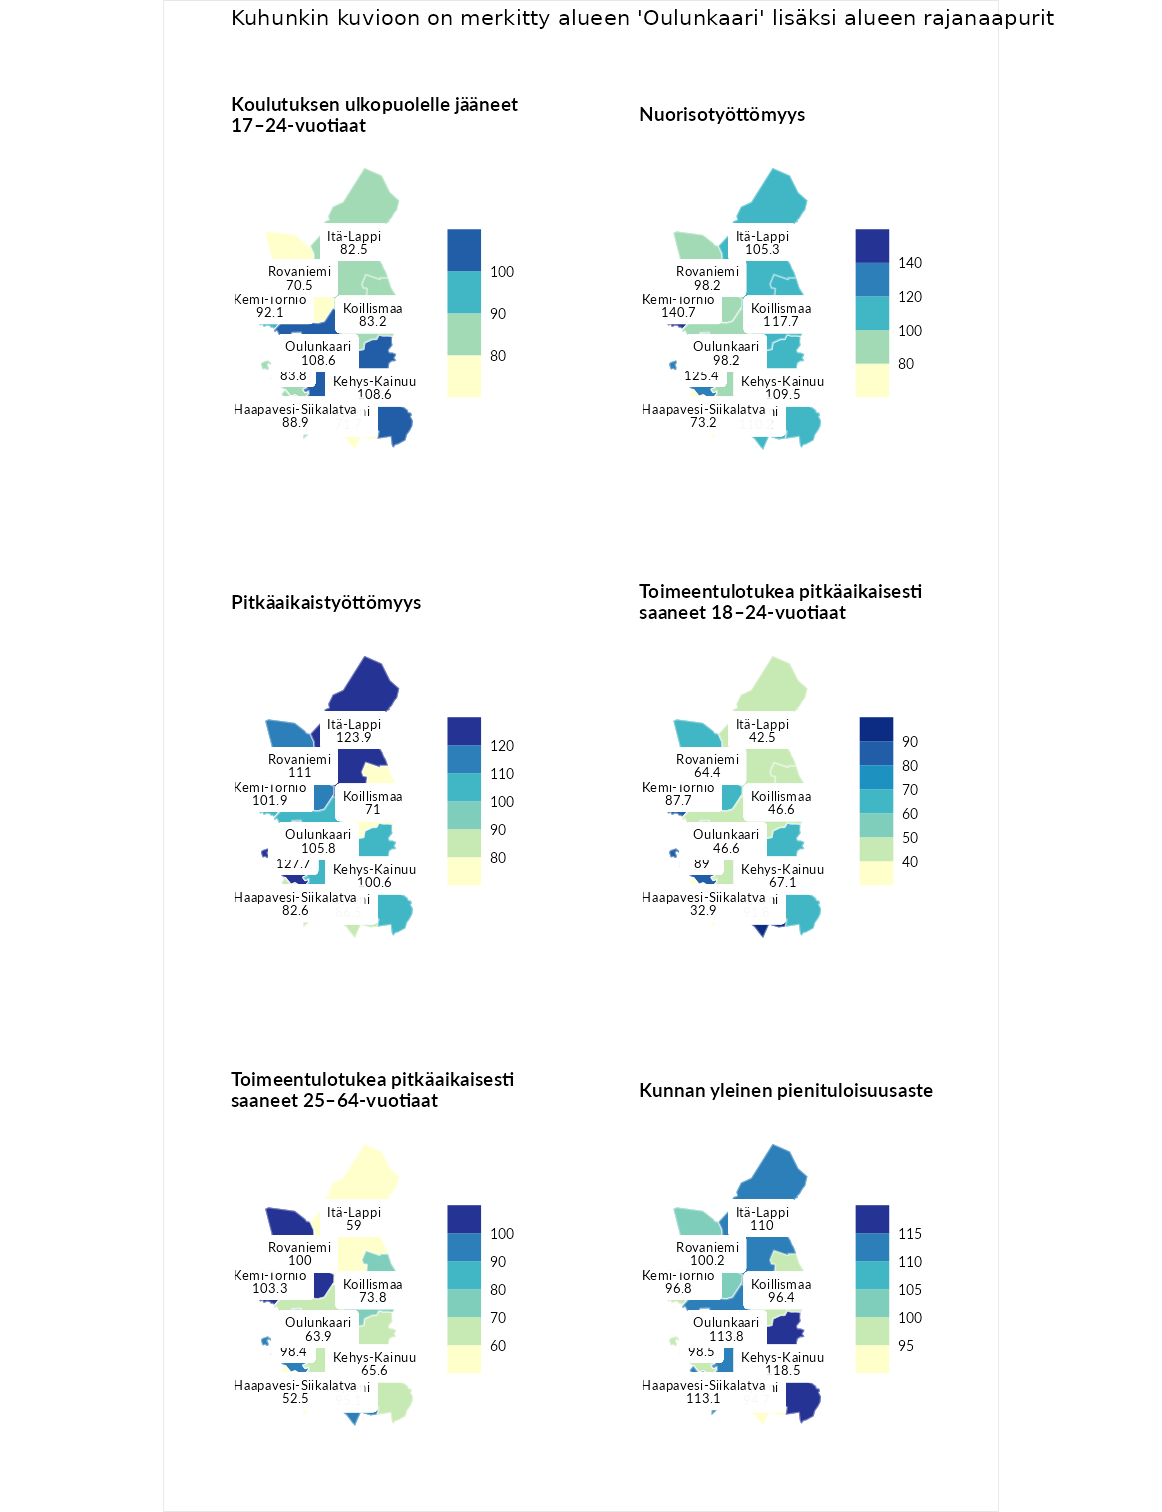 Kuhunkin kuvioon on merkitty alueen 'Oulunkaari' lisäksi alueen rajanaapurit
Koulutuksen ulkopuolelle jääneet
17–24-vuotiaat
Itä-Lappi
82.5
Rovaniemi
70.5
Kemi-Tornio
92.1
Koillismaa
83.2
Oulunkaari
108.6
83.8
Kehys-Kainuu
108.6
Haapavesi-Siikalatva
88.9
100
90
80
Nuorisotyöttömyys
Itä-Lappi
105.3
Rovaniemi
98.2
Kemi-Tornio
140.7
Koillismaa
117.7
Oulunkaari
98.2
125.4
Kehys-Kainuu
109.5
Haapavesi-Siikalatva
73.2
140
120
100
80
Pitkäaikaistyöttömyys
Itä-Lappi
123.9
Rovaniemi
111
Kemi-Tornio
101.9
Koillismaa
71
Oulunkaari
105.8
127.7
Kehys-Kainuu
100.6
Haapavesi-Siikalatva
82.6
120
110
100
90
80
Toimeentulotukea pitkäaikaisesti
saaneet 18–24-vuotiaat
Itä-Lappi
42.5
Rovaniemi
64.4
Kemi-Tornio
87.7
Koillismaa
46.6
Oulunkaari
46.6
89
Kehys-Kainuu
67.1
Haapavesi-Siikalatva
32.9
90
80
70
60
50
40
Toimeentulotukea pitkäaikaisesti
saaneet 25–64-vuotiaat
Itä-Lappi
59
Rovaniemi
100
Kemi-Tornio
103.3
Koillismaa
73.8
Oulunkaari
63.9
98.4
Kehys-Kainuu
65.6
Haapavesi-Siikalatva
52.5
100
90
80
70
60
Kunnan yleinen pienituloisuusaste
Itä-Lappi
110
Rovaniemi
100.2
Kemi-Tornio
96.8
Koillismaa
96.4
Oulunkaari
113.8
98.5
Kehys-Kainuu
118.5
Haapavesi-Siikalatva
113.1
115
110
105
100
95